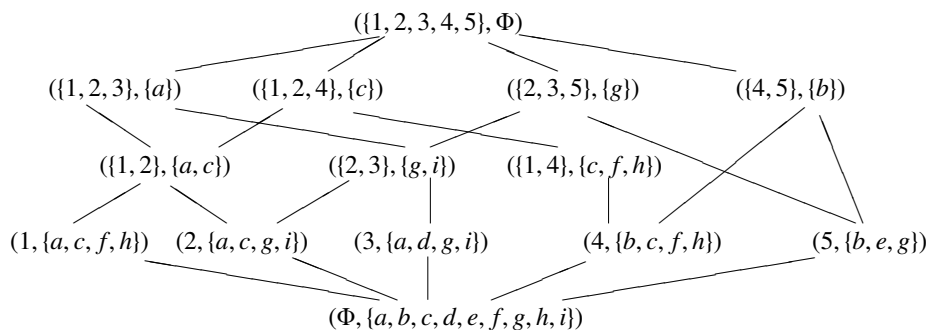 ({1, 2, 3, 4, 5}, Φ)
({1, 2, 3}, {a}) ({1, 2, 4}, {c}) ({2, 3, 5}, {g}) ({4, 5}, {b})
({1, 2}, {a, c}) ({2, 3}, {g, i}) ({1, 4}, {c, f, h})
(1, {a, c, f, h}) (2, {a, c, g, i}) (3, {a, d, g, i}) (4, {b, c, f, h}) (5, {b, e, g})
(Φ, {a, b, c, d, e, f, g, h, i})